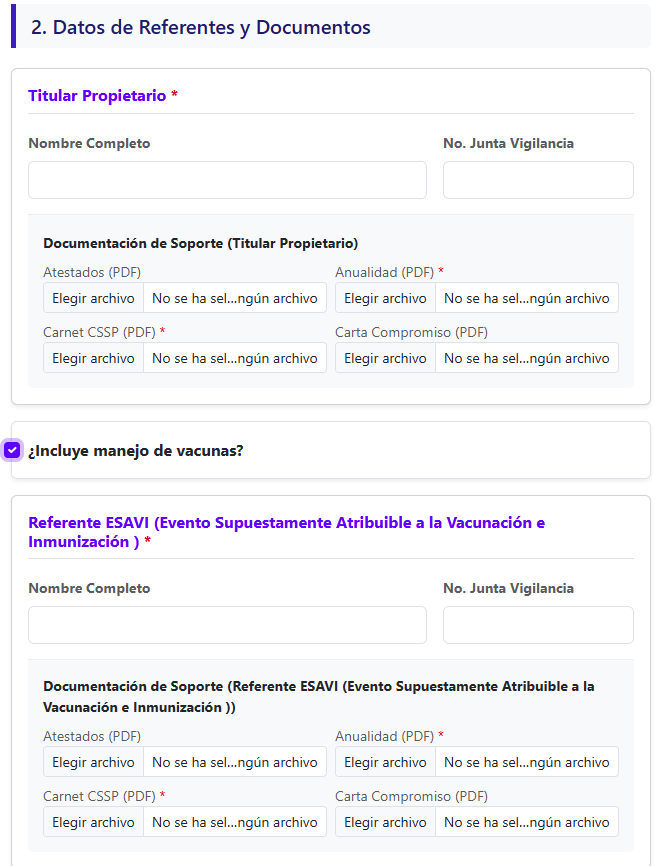 2. Datos de Referentes y Documentos
Titular Propietario *
Nombre Completo
No. Junta Vigilancia
Documentación de Soporte (Titular Propietario)
Atestados (PDF)
Anualidad (PDF) *
Elegir archivo No se ha sel...ngún archivo
Elegir archivo No se ha sel...ngún archivo
Carnet CSSP (PDF) *
Carta Compromiso (PDF)
Elegir archivo No se ha sel...ngún archivo
Elegir archivo No se ha sel...ngún archivo
¿Incluye manejo de vacunas?
Referente ESAVI (Evento Supuestamente Atribuible a la Vacunación e
Inmunización ) *
Nombre Completo
No. Junta Vigilancia
Documentación de Soporte (Referente ESAVI (Evento Supuestamente Atribuible a la
Vacunación e Inmunización ))
Atestados (PDF)
Anualidad (PDF) *
Elegir archivo No se ha sel...ngún archivo
Elegir archivo No se ha sel...ngún archivo
Carnet CSSP (PDF) *
Carta Compromiso (PDF)
Elegir archivo No se ha sel...ngún archivo
Elegir archivo No se ha sel...ngún archivo